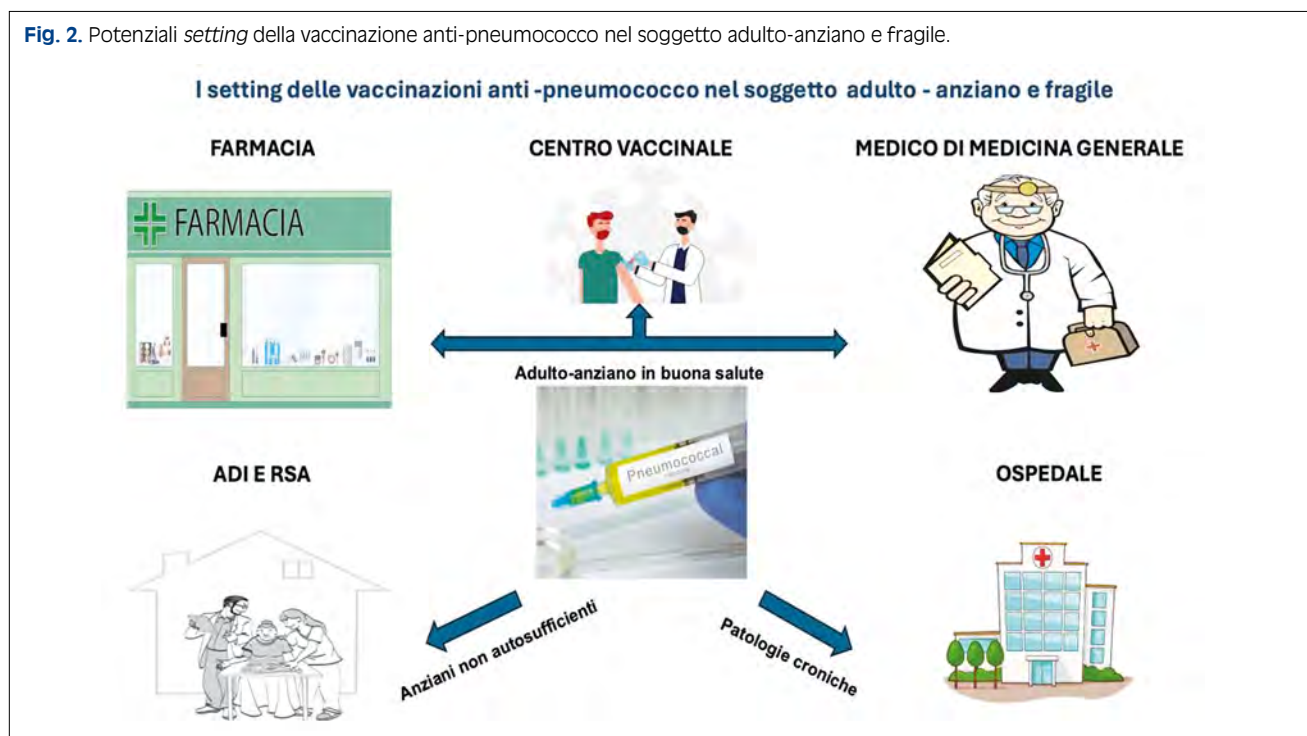 Fig. 2. Potenziali setting della vaccinazione anti-pneumococco nel soggetto adulto-anziano e fragile.
I setting delle vaccinazioni anti -pneumococco nel soggetto adulto - anziano e fragile
FARMACIA
CENTRO VACCINALE
MEDICO DI MEDICINA GENERALE
FARMACIA
Adulto-anziano in buona salute
Pneumococcal
ADI E RSA
OSPEDALE
Anziani non autosufficienti
Patologie croniche